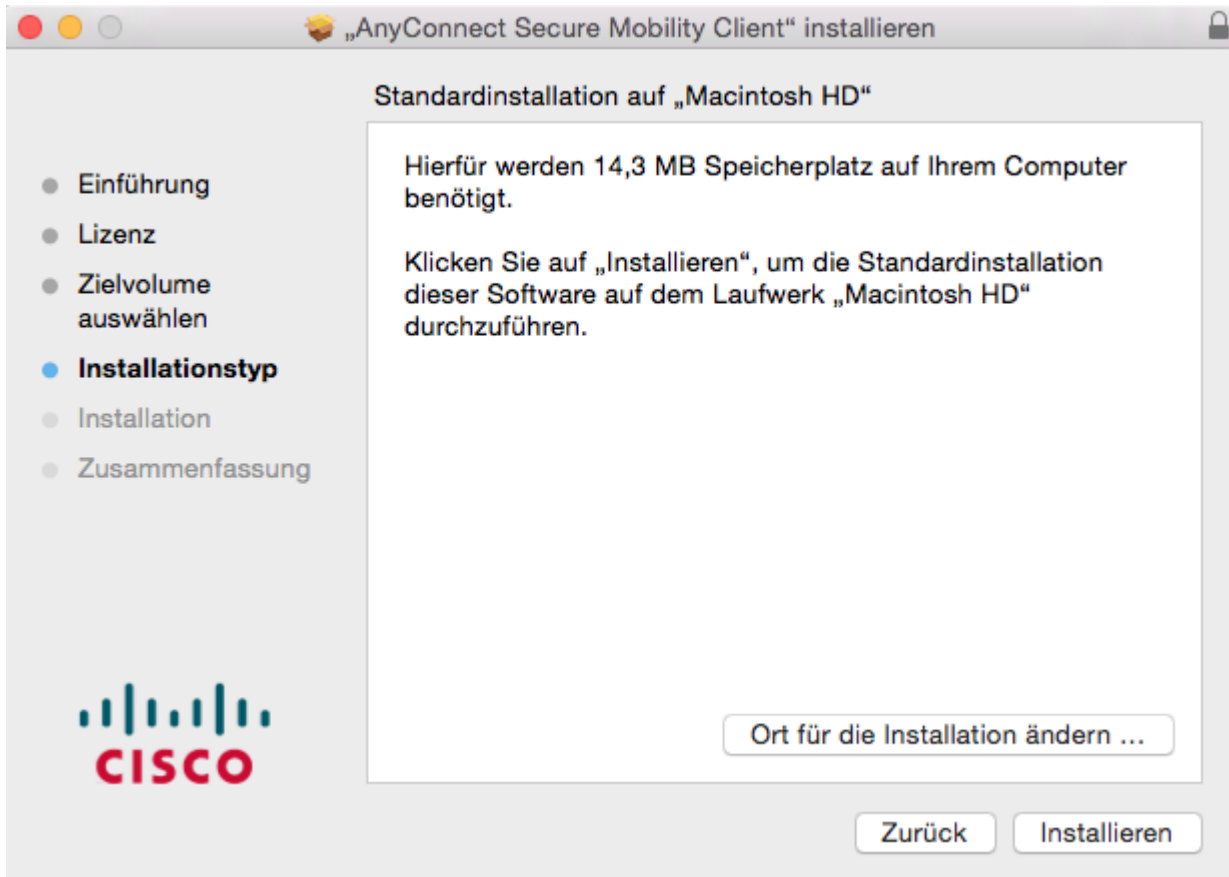 „AnyConnect Secure Mobility Client“ installieren
Standardinstallation auf „Macintosh HD“
Einführung
Lizenz
Zielvolume
auswählen
Installationstyp
Installation
Zusammenfassung
Hierfür werden 14,3 MB Speicherplatz auf Ihrem Computer
benötigt.
Klicken Sie auf „Installieren“, um die Standardinstallation
dieser Software auf dem Laufwerk „Macintosh HD“
durchzuführen.
Ort für die Installation ändern ...
CISCO
Zurück
Installieren